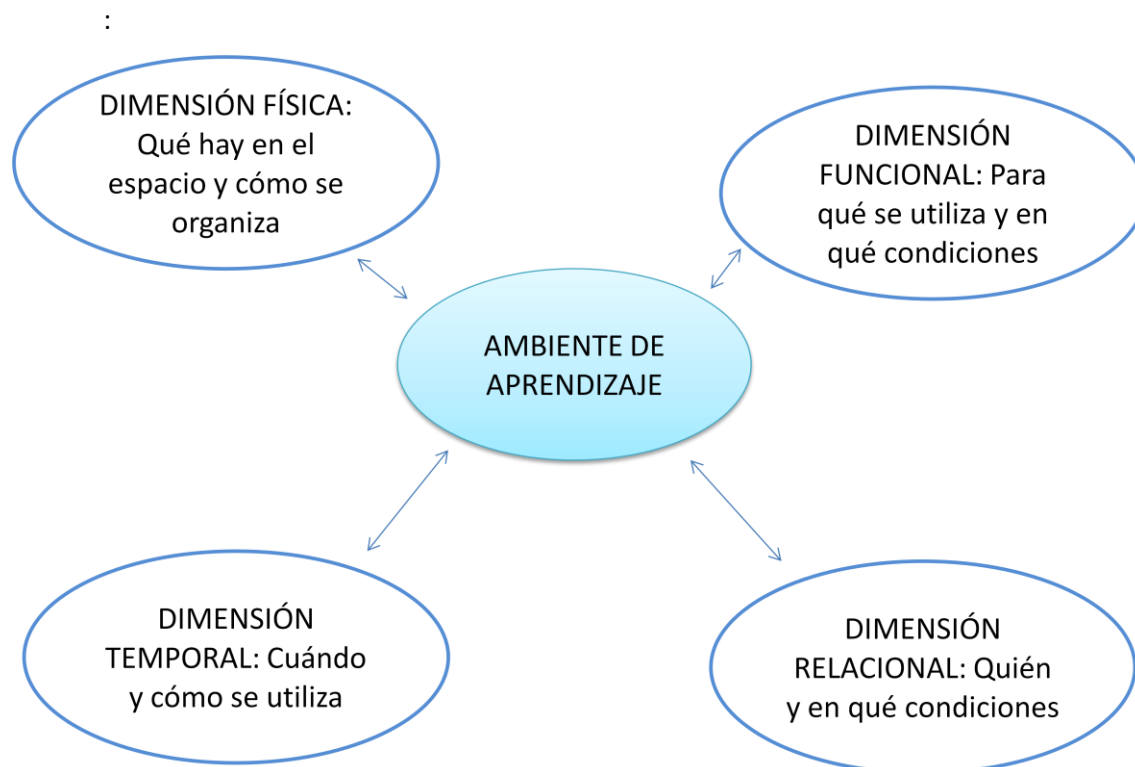 :
DIMENSIÓN FÍSICA:
Qué hay en el
espacio y cómo se
organiza
DIMENSIÓN
FUNCIONAL: Para
qué se utiliza y en
qué condiciones
AMBIENTE DE
APRENDIZAJE
DIMENSIÓN
TEMPORAL: Cuándo
y cómo se utiliza
DIMENSIÓN
RELACIONAL: Quién
y en qué condiciones